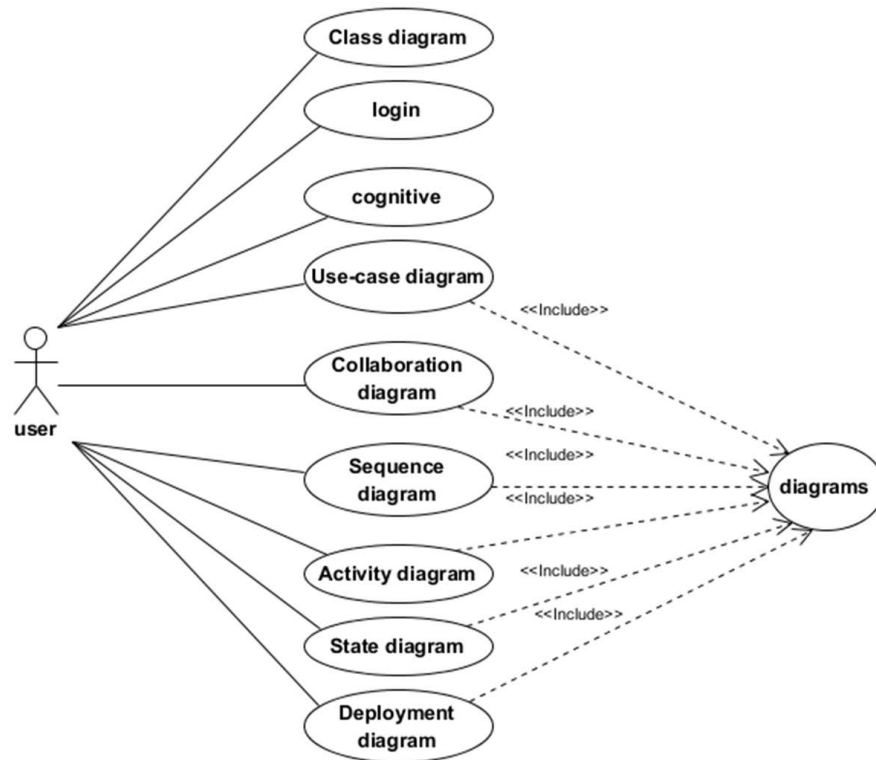 Class diagram
login
cognitive
Use-case diagram
<<Include>>
Collaboration
diagram
<<Include>>
user
Sequence
diagram
<<Include>>
<<Include>>
diagrams
Activity diagram
<<Include>>
State diagram
<<Include>>
Deployment
diagram